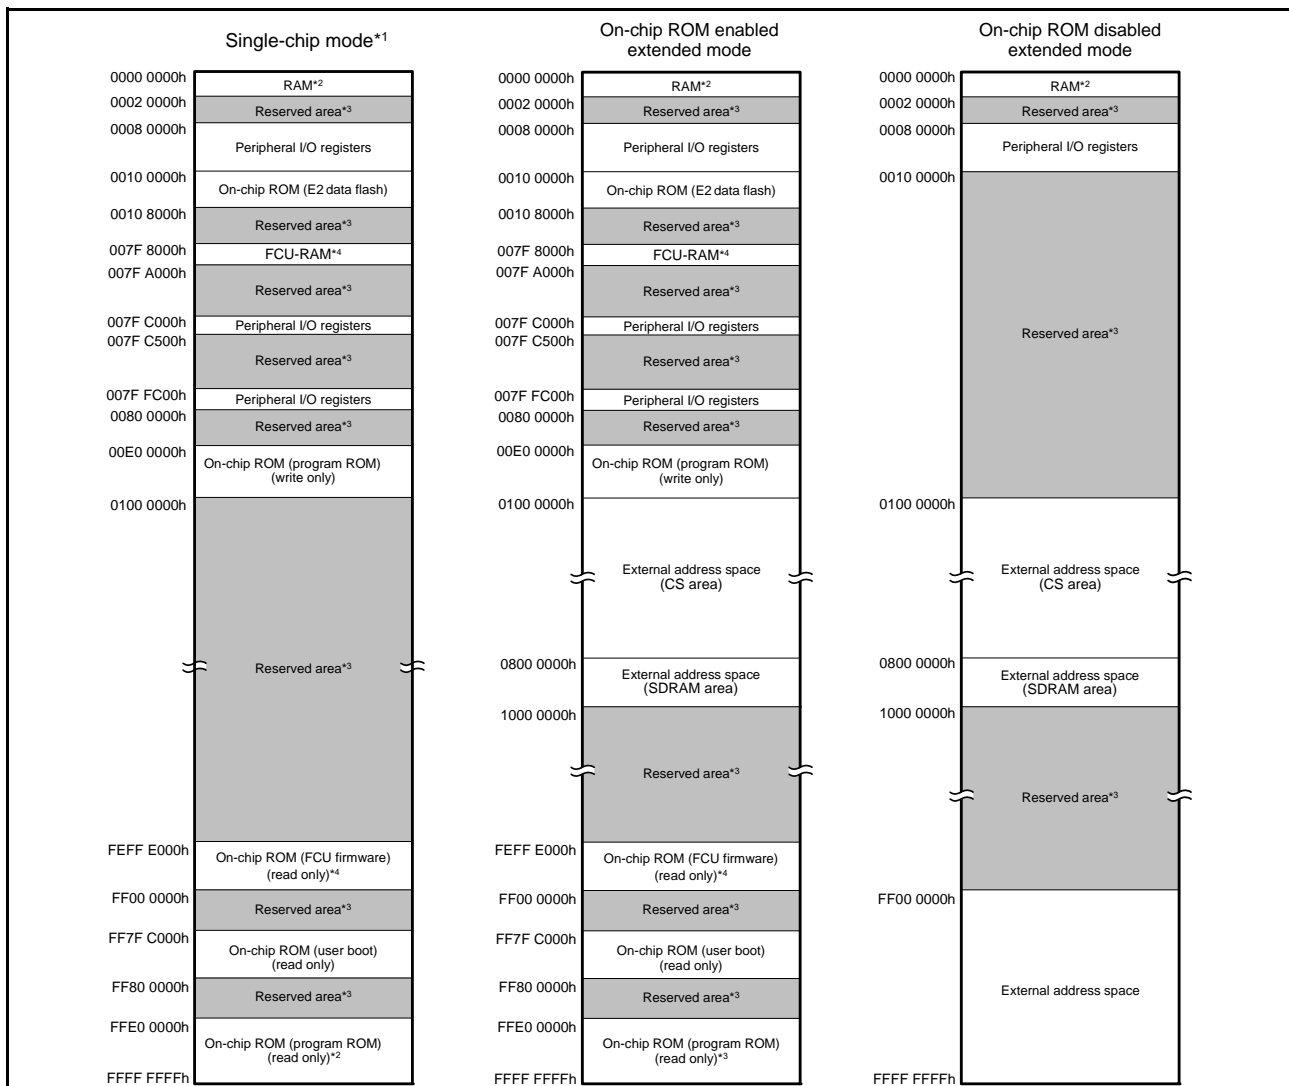 Single-chip mode*1
0000 0000h
RAM*2
0002 0000h
Reserved area*3
0008 0000h
Peripheral I/O registers
0010 0000h
On-chip ROM (E2 data flash)
0010 8000h
Reserved area*3
007F 8000h
FCU-RAM*4
007F A000h
Reserved area*3
007F C000h
Peripheral I/O registers
007F C500h
Reserved area*3
007F FC00h
Peripheral I/O registers
0080 0000h
Reserved area*3
00E0 0000h
On-chip ROM (program ROM)
(write only)
0100 0000h
Reserved area*3
FEFF E000h
On-chip ROM (FCU firmware)
(read only)*4
FF00 0000h
Reserved area*3
FF7F C000h
On-chip ROM (user boot)
(read only)
FF80 0000h
Reserved area*3
FFE0 0000h
On-chip ROM (program ROM)
(read only)*2
FFFF FFFFh
On-chip ROM enabled
extended mode
0000 0000h
RAM*2
0002 0000h
Reserved area*3
0008 0000h
Peripheral I/O registers
0010 0000h
On-chip ROM (E2 data flash)
0010 8000h
Reserved area*3
007F 8000h
FCU-RAM*4
007F A000h
Reserved area*3
007F C000h
Peripheral I/O registers
007F C500h
Reserved area*3
007F FC00h
Peripheral I/O registers
0080 0000h
Reserved area*3
00E0 0000h
On-chip ROM (program ROM)
(write only)
0100 0000h
External address space
(CS area)
0800 0000h
External address space
(SDRAM area)
1000 0000h
Reserved area*3
FEFF E000h
On-chip ROM (FCU firmware)
(read only)*4
FF00 0000h
Reserved area*3
FF7F C000h
On-chip ROM (user boot)
(read only)
FF80 0000h
Reserved area*3
FFE0 0000h
On-chip ROM (program ROM)
(read only)*3
FFFF FFFFh
On-chip ROM disabled
extended mode
0000 0000h
RAM*2
0002 0000h
Reserved area*3
0008 0000h
Peripheral I/O registers
0010 0000h
Reserved area*3
0100 0000h
External address space
(CS area)
0800 0000h
External address space
(SDRAM area)
1000 0000h
Reserved area*3
FF00 0000h
External address space
FFFF FFFFh